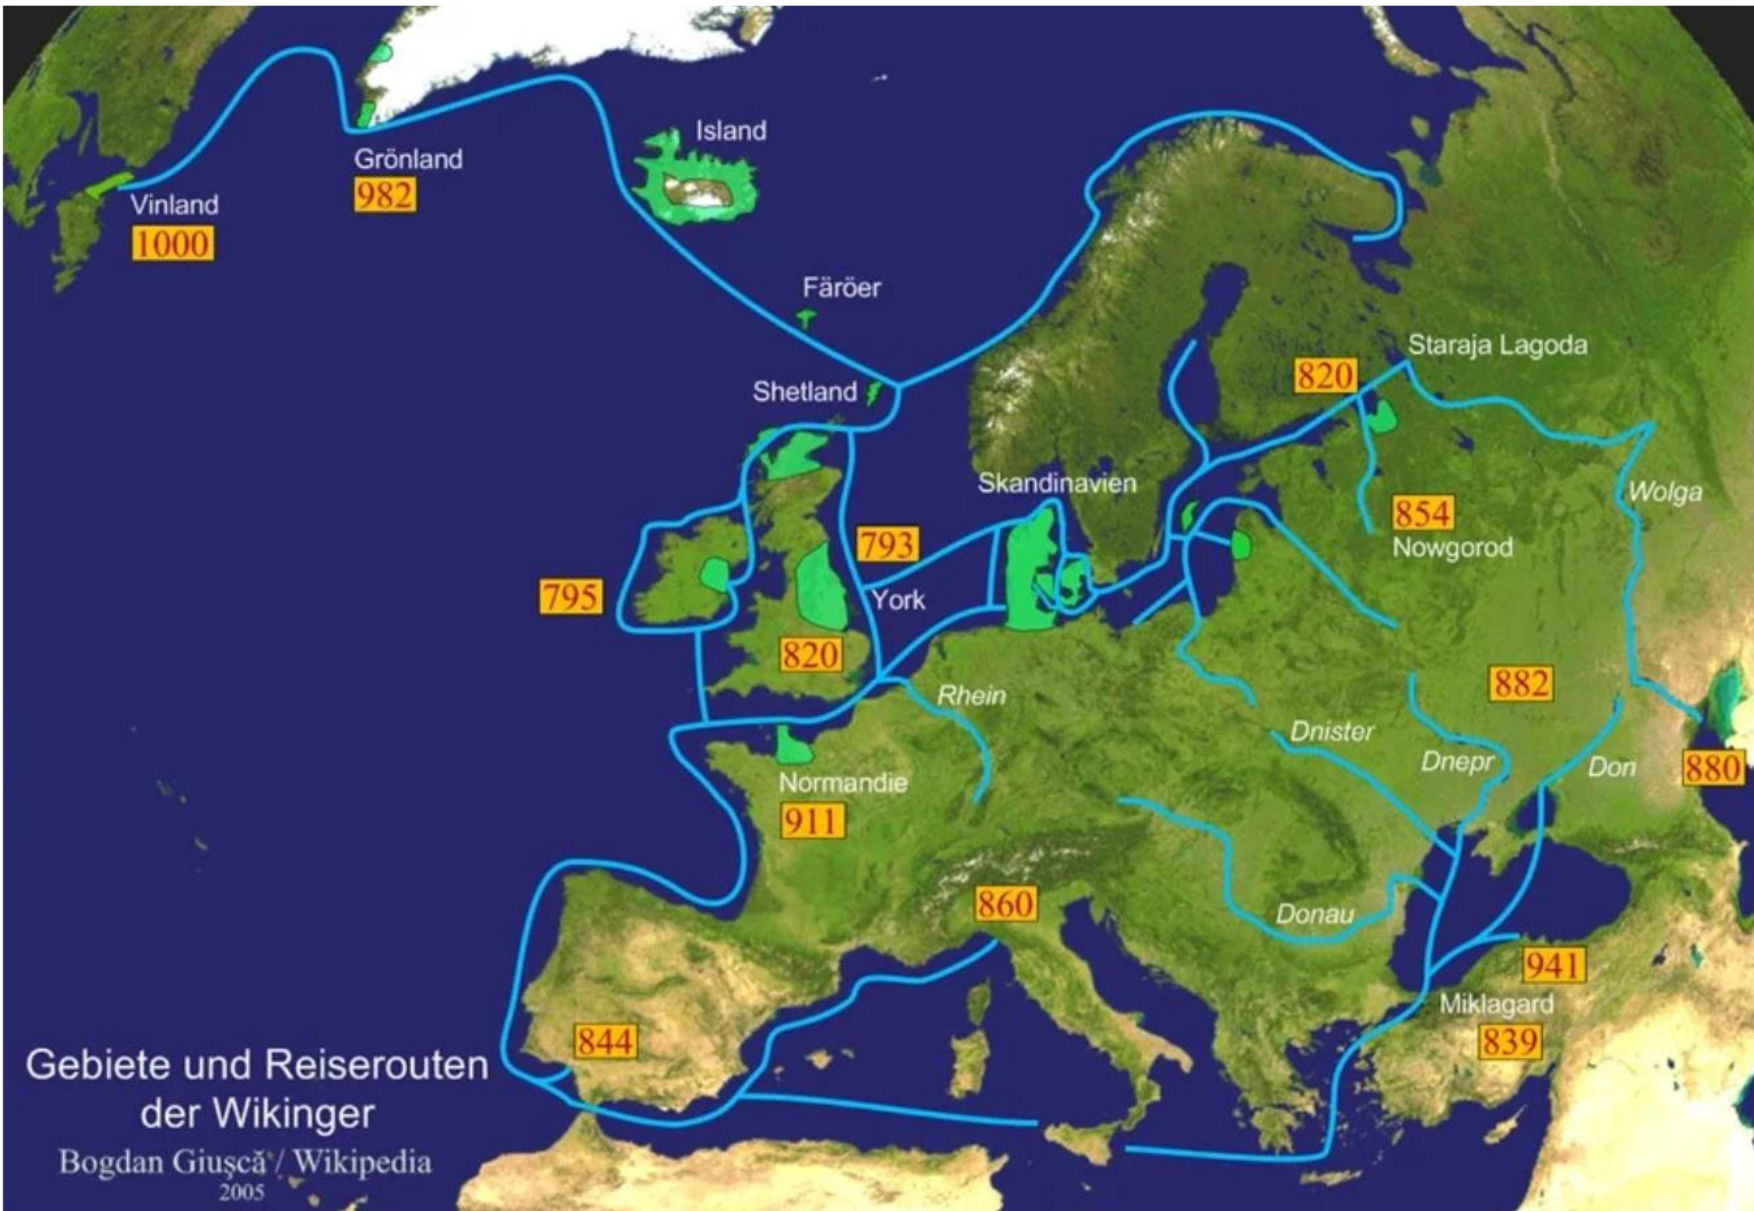 Island
Grönland
982
Vinland
1000
Färöer
Shetland
Staraja Lagoda
820
Skandinavien
Wolga
854
Nowgorod
793
795
York
820
882
Rhein
Dnister
Dnepr
Don
880
Normandie
911
860
Donau
941
Miklagard
839
844
Gebiete und Reiserouten
der Wikinger
Bogdan Giuşcă / Wikipedia
2005